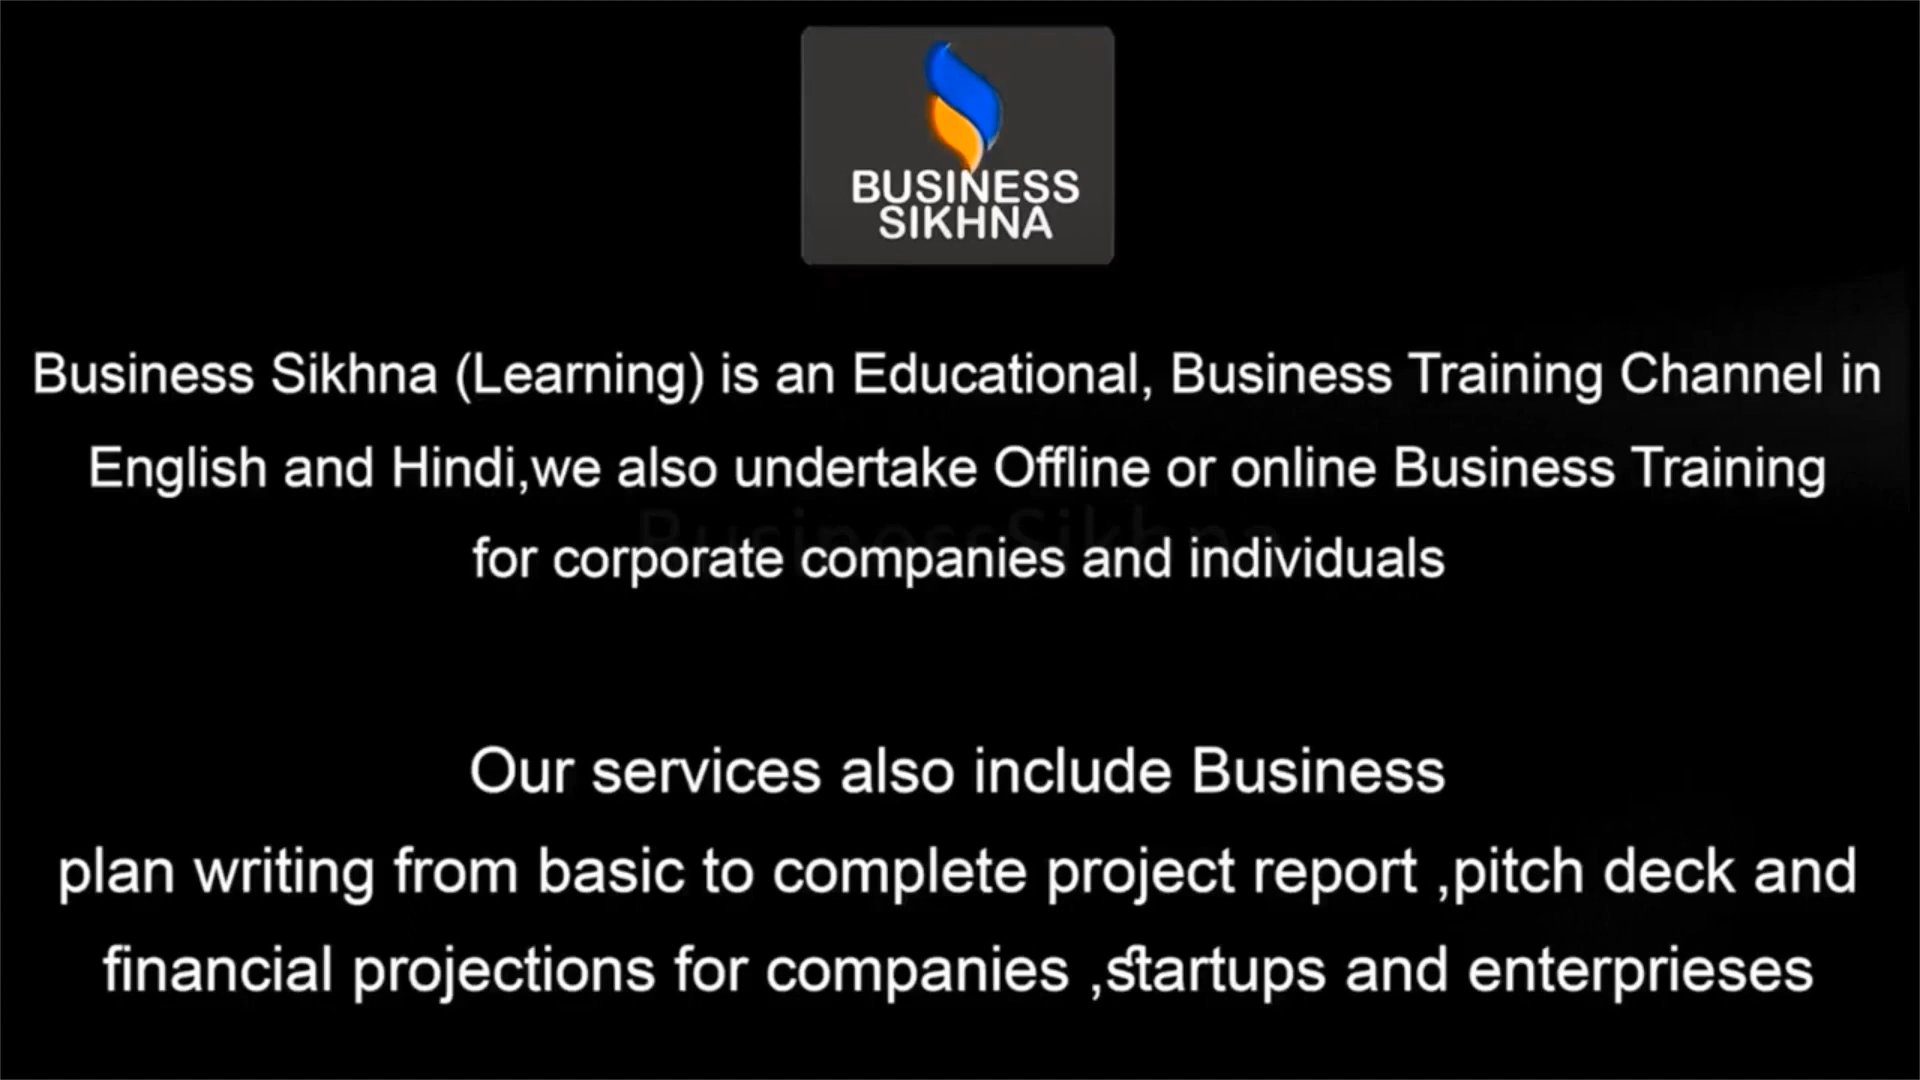 BUSINESS
SIKHNA
Business Sikhna (Learning) is an Educational, Business Training Channel in
English and Hindi,we also undertake Offline or online Business Training
BusinessSikhna
for corporate companies and individuals
Our services also include Business
plan writing from basic to complete project report ,pitch deck and
financial projections for companies ,startups and enterprieses